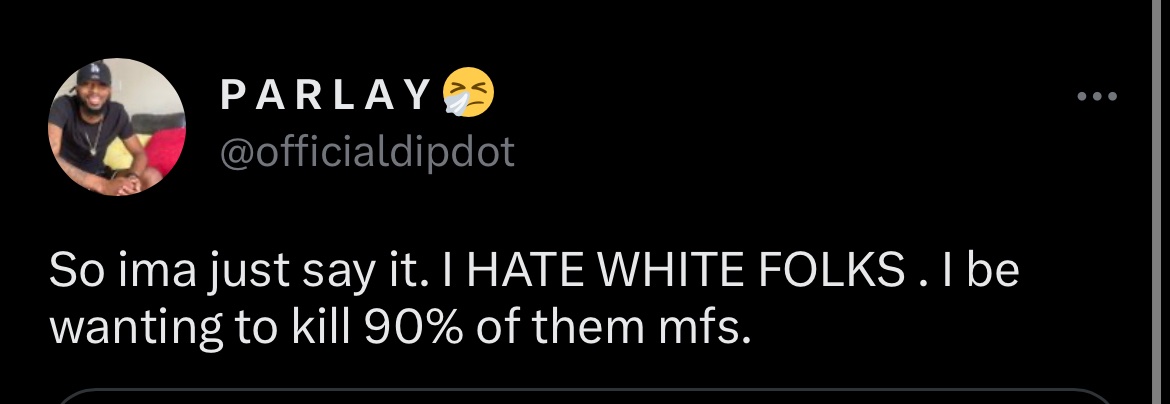 PARLAY🤧
@officialdipdot
So ima just say it. I HATE WHITE FOLKS . I be
wanting to kill 90% of them mfs.